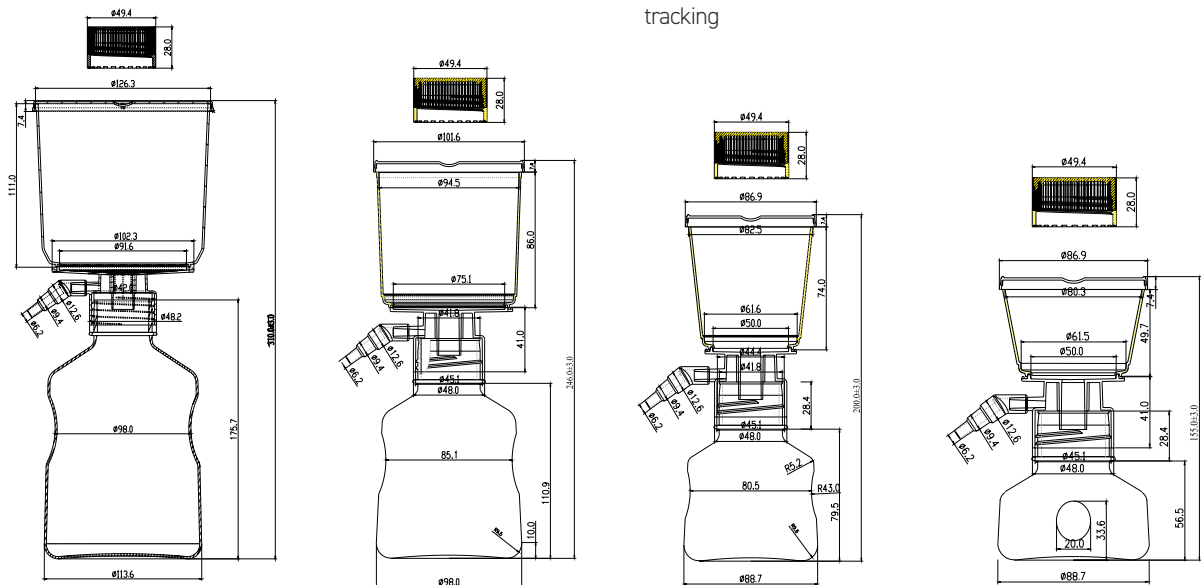 tracking
ø49.4
28.0
ø126.3
7.4
111.0
ø102.3
ø91.6
ø12.6
ø9.4
ø6.2
ø48.2
310.0±3.0
175.7
ø98.0
ø113.6
ø49.4
28.0
ø101.6
7.4
ø94.5
86.0
ø75.1
ø41.8
ø12.6
ø9.4
ø6.2
41.0
246.0±3.0
ø45.1
ø48.0
85.1
110.9
10.0
ø98.0
ø49.4
28.0
ø86.9
7.4
ø82.5
74.0
ø61.6
ø50.0
ø44.4
ø41.8
ø12.6
ø9.4
ø6.2
28.4
200.0±3.0
ø45.1
ø48.0
R5.2
80.5
R43.0
79.5
ø88.7
ø49.4
28.0
ø86.9
ø80.3
7.4
49.7
ø61.5
ø50.0
ø12.6
ø9.4
ø6.2
41.0
28.4
155.0±3.0
ø45.1
ø48.0
56.5
33.6
20.0
ø88.7